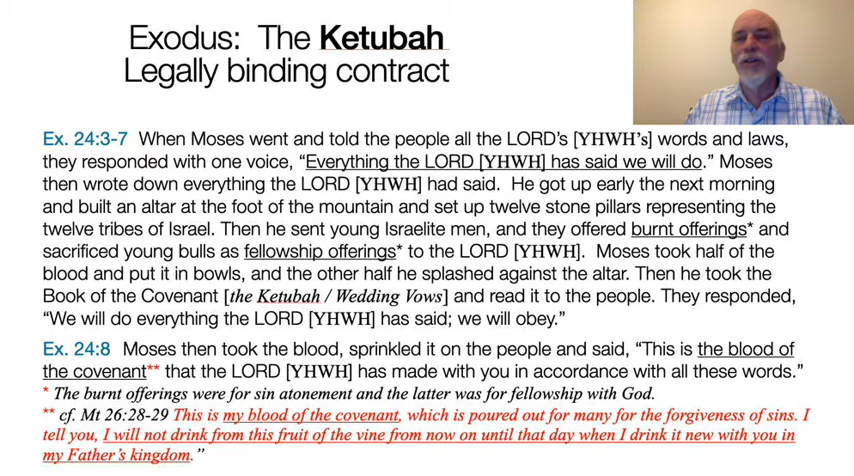 Exodus: The Ketubah
Legally binding contract
Ex. 24:3-7 When Moses went and told the people all the LORD’s [YHWH’s] words and laws,
they responded with one voice, “Everything the LORD [YHWH] has said we will do.” Moses
then wrote down everything the LORD [YHWH] had said. He got up early the next morning
and built an altar at the foot of the mountain and set up twelve stone pillars representing the
twelve tribes of Israel. Then he sent young Israelite men, and they offered burnt offerings* and
sacrificed young bulls as fellowship offerings* to the LORD [YHWH]. Moses took half of the
blood and put it in bowls, and the other half he splashed against the altar. Then he took the
Book of the Covenant [the Ketubah / Wedding Vows] and read it to the people. They responded,
“We will do everything the LORD [YHWH] has said; we will obey.”
Ex. 24:8 Moses then took the blood, sprinkled it on the people and said, “This is the blood of
the covenant** that the LORD [YHWH] has made with you in accordance with all these words.”
* The burnt offerings were for sin atonement and the latter was for fellowship with God.
** cf. Mt 26:28-29 This is my blood of the covenant, which is poured out for many for the forgiveness of sins. I
tell you, I will not drink from this fruit of the vine from now on until that day when I drink it new with you in
my Father’s kingdom.”